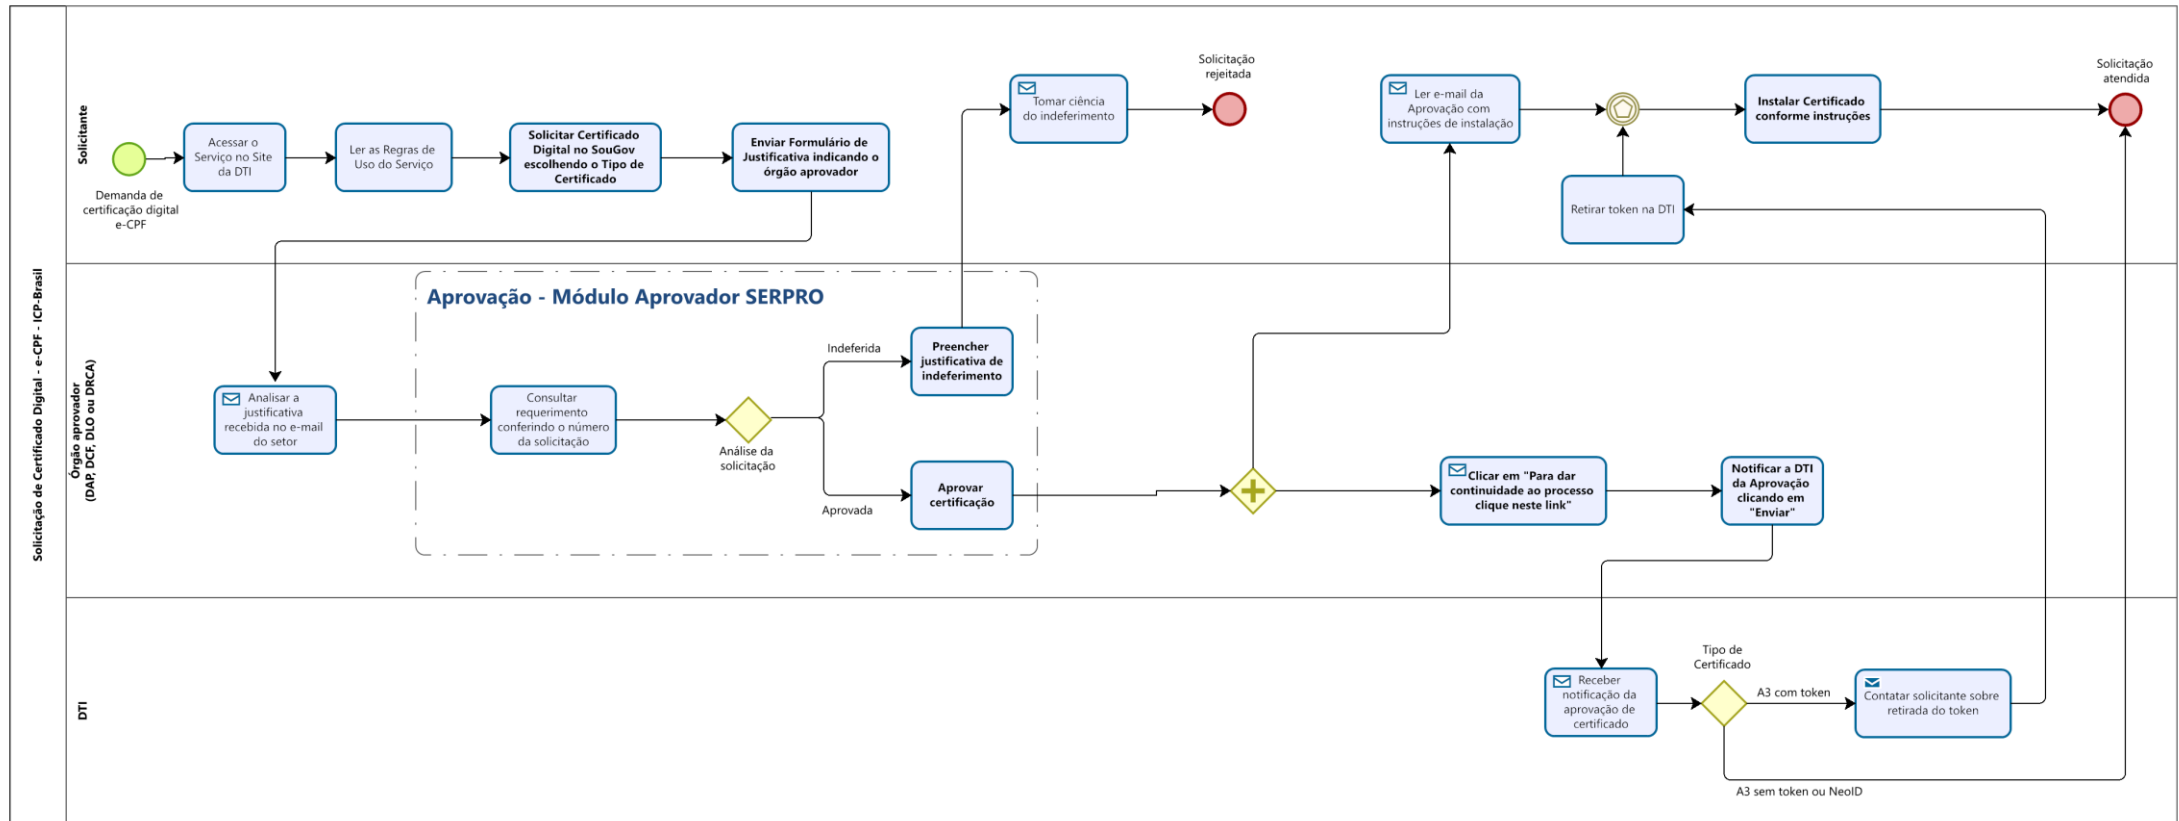 Solicitação de Certificado Digital - e-CPF - ICP-Brasil
Solicitante
Demanda de
certificação digital
e-CPF
Acessar o
Serviço no Site
da DTI
Ler as Regras de
Uso do Serviço
Solicitar Certificado
Digital no SouGov
escolhendo o Tipo de
Certificado
Enviar Formulário de
Justificativa indicando o
órgão aprovador
Tomar ciência
do indeferimento
Solicitação
rejeitada
Ler e-mail da
Aprovação com
instruções de instalação
Retirar token na DTI
Instalar Certificado
conforme instruções
Solicitação
atendida
Órgão aprovador
(DAP, DCF, DLO ou DRCA)
Analisar a
justificativa
recebida no e-mail
do setor
Aprovação - Módulo Aprovador SERPRO
Consultar
requerimento
conferindo o número
da solicitação
Análise da
solicitação
Indeferida
Preencher
justificativa de
indeferimento
Aprovada
Aprovar
certificação
Clicar em "Para dar
continuidade ao processo
clique neste link"
Notificar a DTI
da Aprovação
clicando em
"Enviar"
DTI
Receber
notificação da
aprovação de
certificado
Tipo de
Certificado
A3 com token
Contatar solicitante sobre
retirada do token
A3 sem token ou NeoID